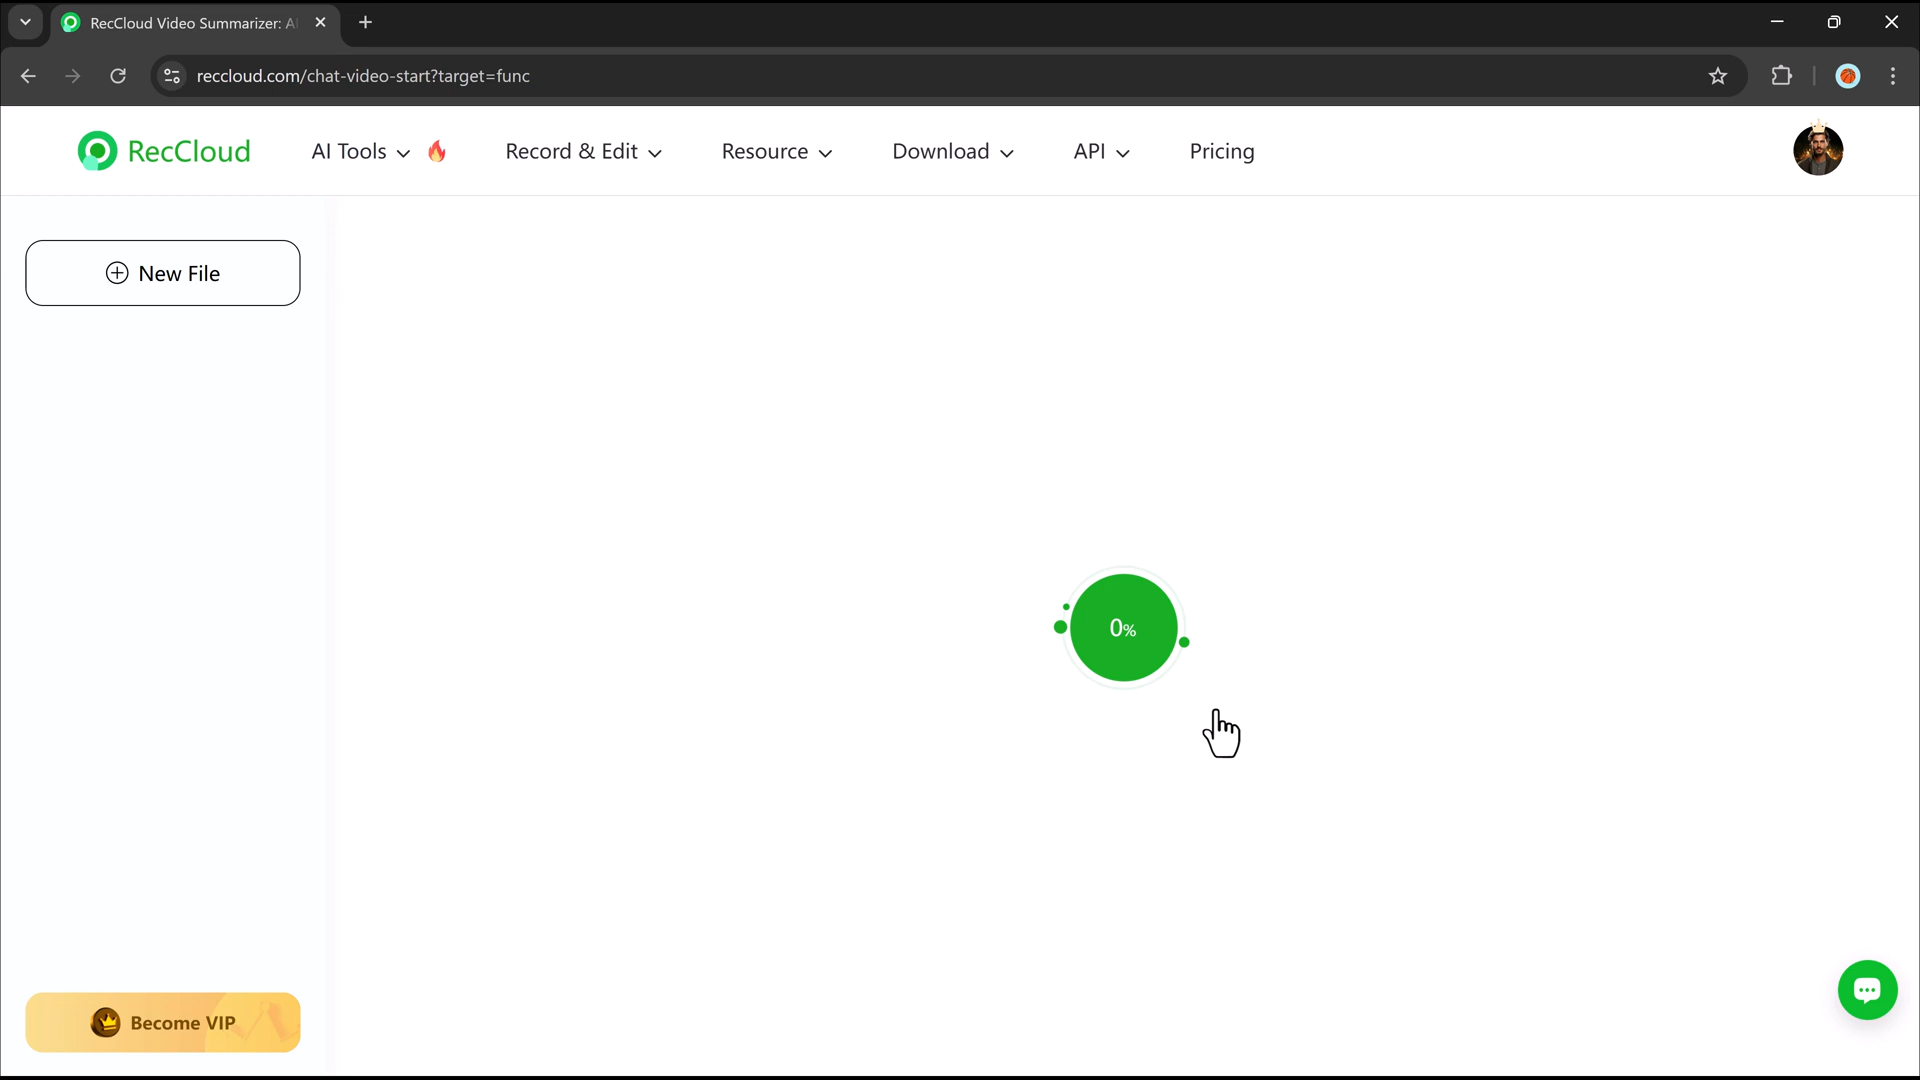 RecCloud Video Summarizer: AI
reccloud.com/chat-video-start?target=func
RecCloud
AI Tools
Record & Edit
Resource
Download
API
Pricing
New File
0%
Become VIP